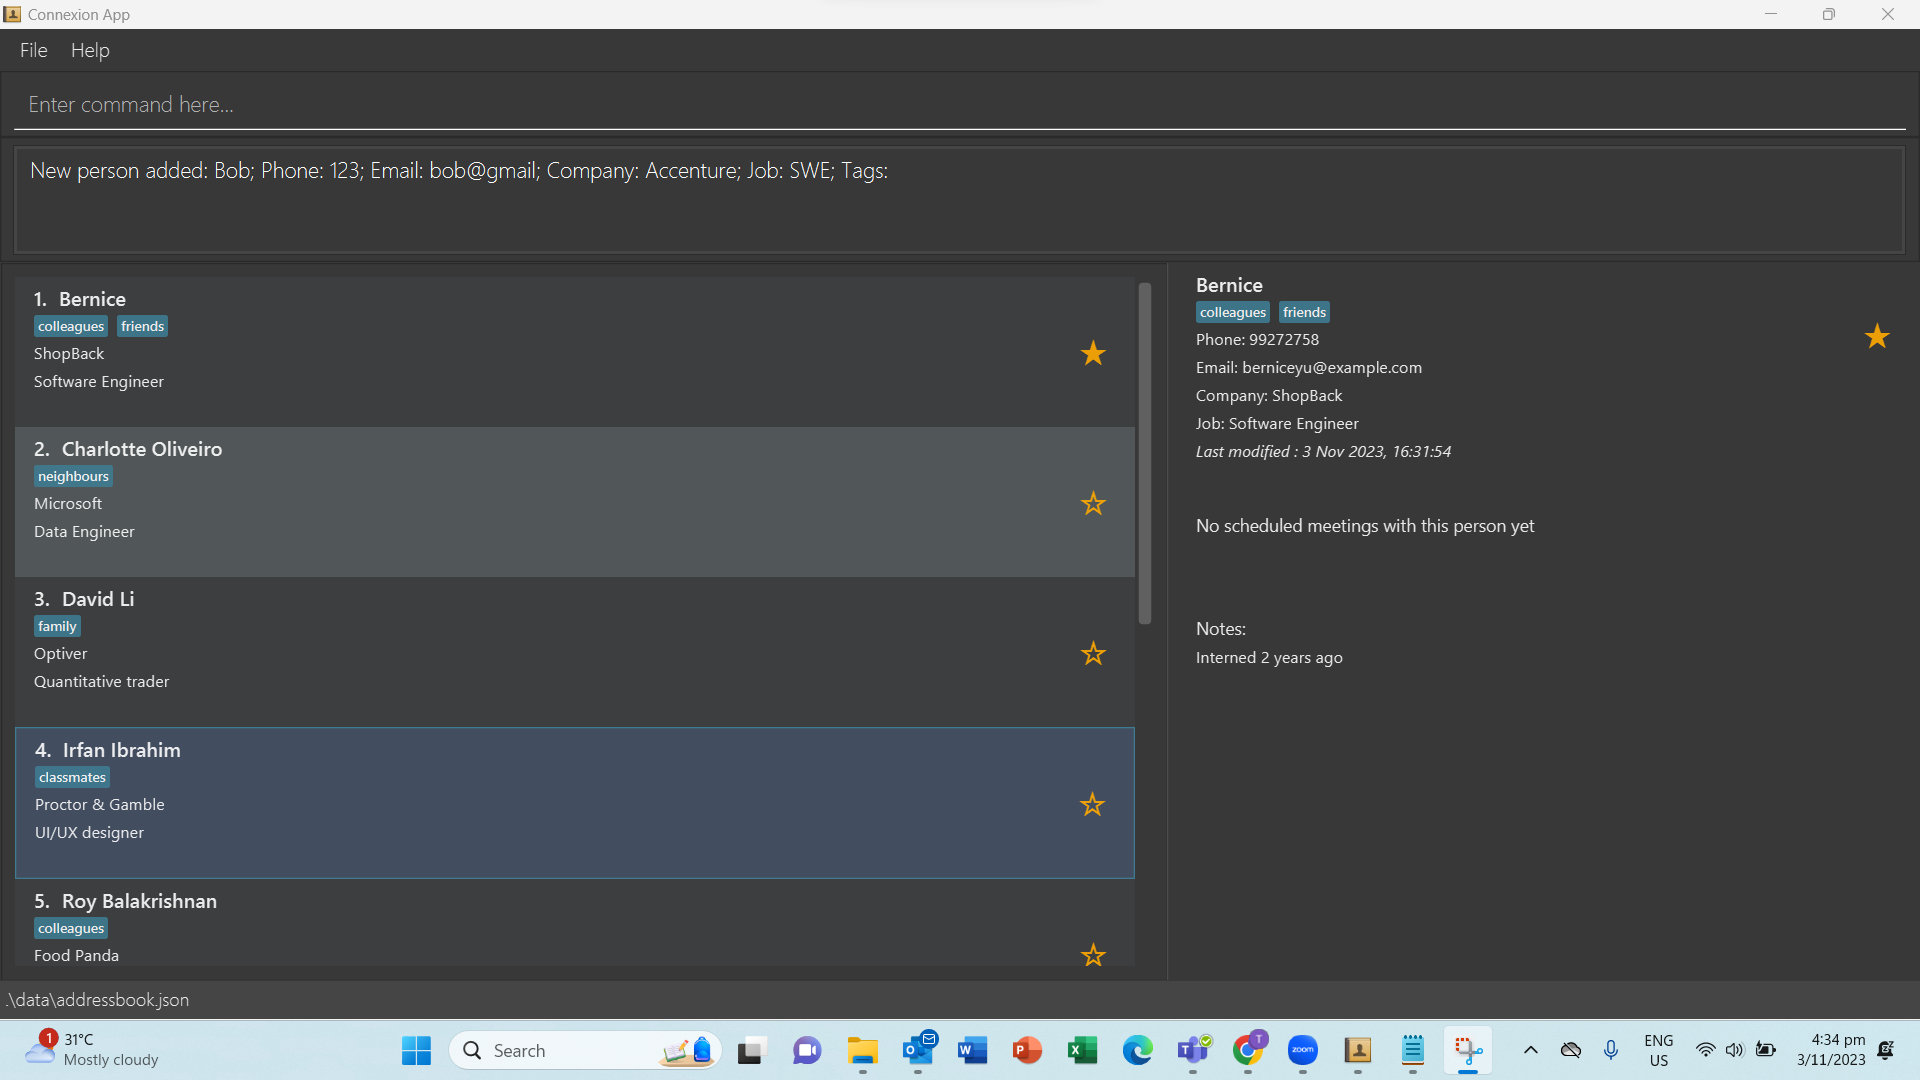 Connexion App
File Help
Enter command here...
New person added: Bob; Phone: 123; Email: bob@gmail; Company: Accenture; Job: SWE; Tags:
1. Bernice
colleagues friends
ShopBack
Software Engineer
2. Charlotte Oliveiro
neighbours
Microsoft
Data Engineer
3. David Li
family
Optiver
Quantitative trader
4. Irfan Ibrahim
classmates
Proctor & Gamble
UI/UX designer
5. Roy Balakrishnan
colleagues
Food Panda
Bernice
colleagues friends
Phone: 99272758
Email: berniceyu@example.com
Company: ShopBack
Job: Software Engineer
Last modified : 3 Nov 2023, 16:31:54
No scheduled meetings with this person yet
Notes:
Interned 2 years ago
.\data\addressbook.json
1
31°C
Mostly cloudy
Search
W
P
X
T
T
zoom
ENG
US
4:34 pm
3/11/2023